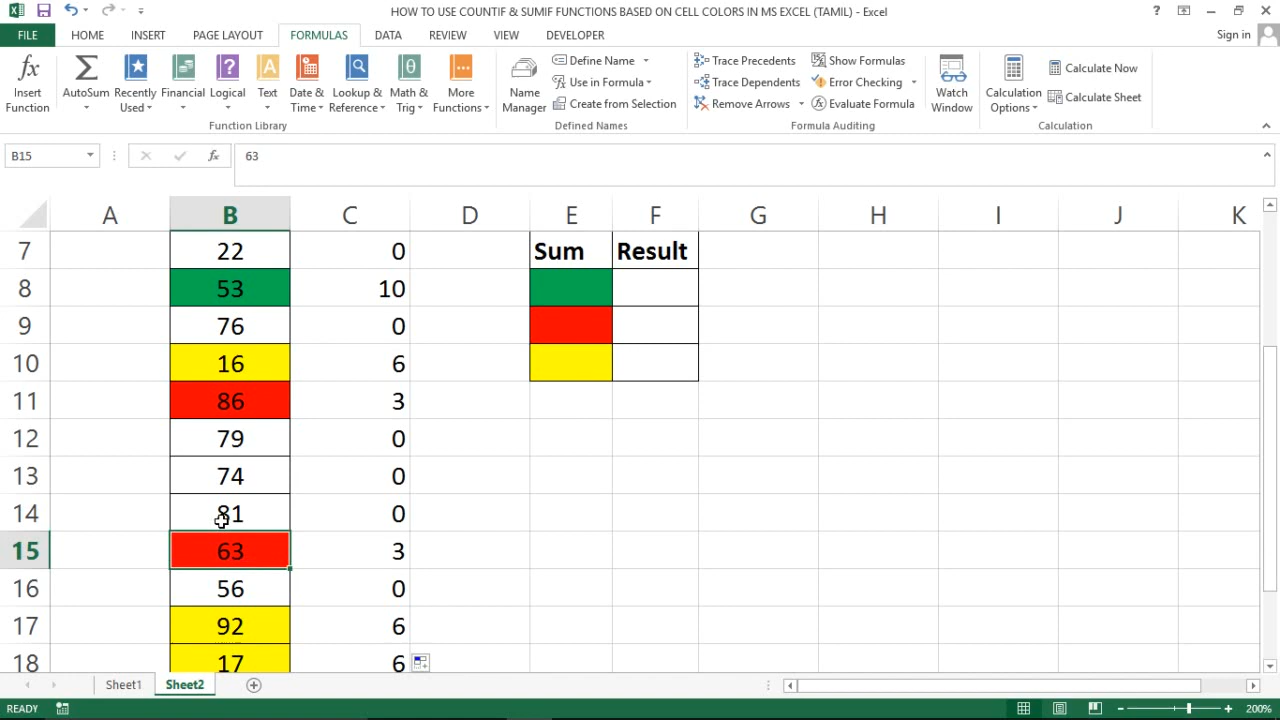 HOW TO USE COUNTIF & SUMIF FUNCTIONS BASED ON CELL COLORS IN MS EXCEL (TAMIL) - Excel
?
FILE HOME INSERT PAGE LAYOUT FORMULAS DATA REVIEW VIEW DEVELOPER Sign in
fx Insert Function
Σ AutoSum
Recently Used
Financial
Logical
Text
Date & Time
Lookup & Reference
Math & Trig
More Functions
Function Library
Name Manager
Define Name
Use in Formula
Create from Selection
Defined Names
Trace Precedents
Trace Dependents
Remove Arrows
Show Formulas
Error Checking
Evaluate Formula
Formula Auditing
Watch Window
Calculation Options
Calculate Now
Calculate Sheet
Calculation
B15 fx 63
A B C D E F G H I J K
7 22 0 Sum Result
8 53 10
9 76 0
10 16 6
11 86 3
12 79 0
13 74 0
14 81 0
15 63 3
16 56 0
17 92 6
18 17 6
Sheet1 Sheet2
READY 200%